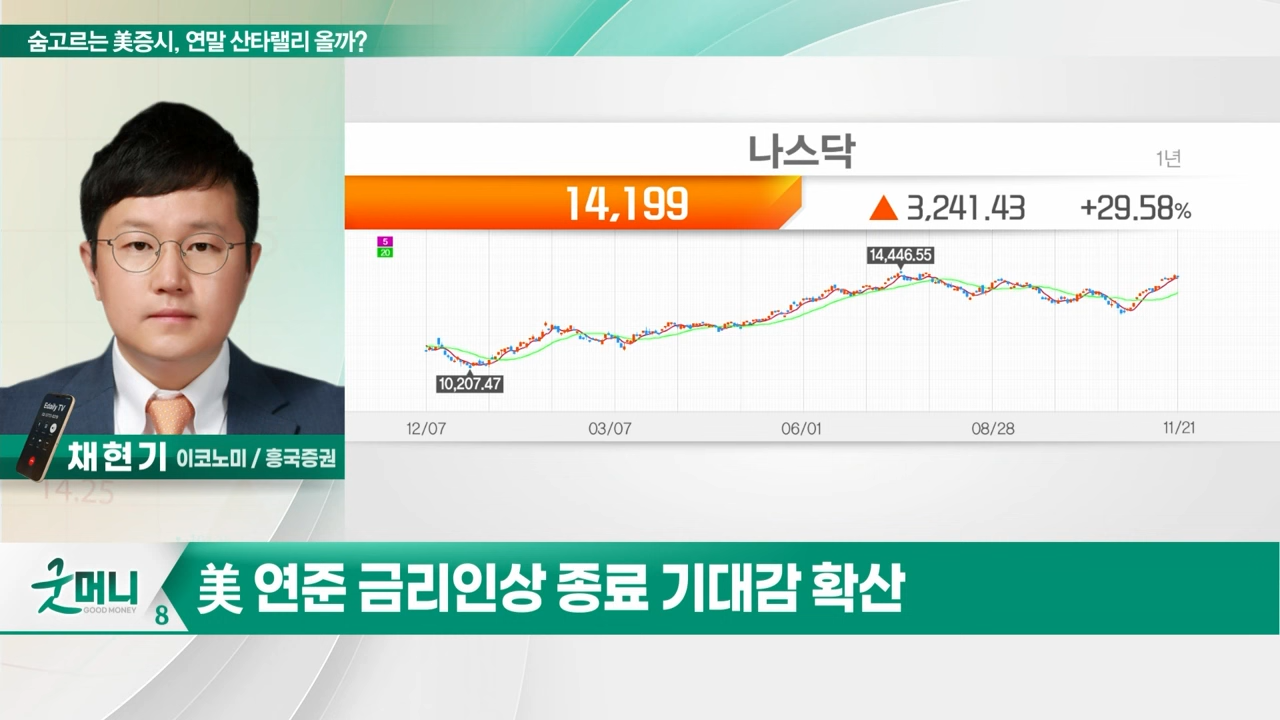 숨고르는 美증시, 연말 산타랠리 올까?
나스닥
1년
14,199
▲ 3,241.43
+29.58%
5
20
14,446.55
10,207.47
12/07
03/07
06/01
08/28
11/21
Edaily TV
채현기 이코노미 / 흥국증권
14.25
굿머니
GOOD MONEY
8
美 연준 금리인상 종료 기대감 확산